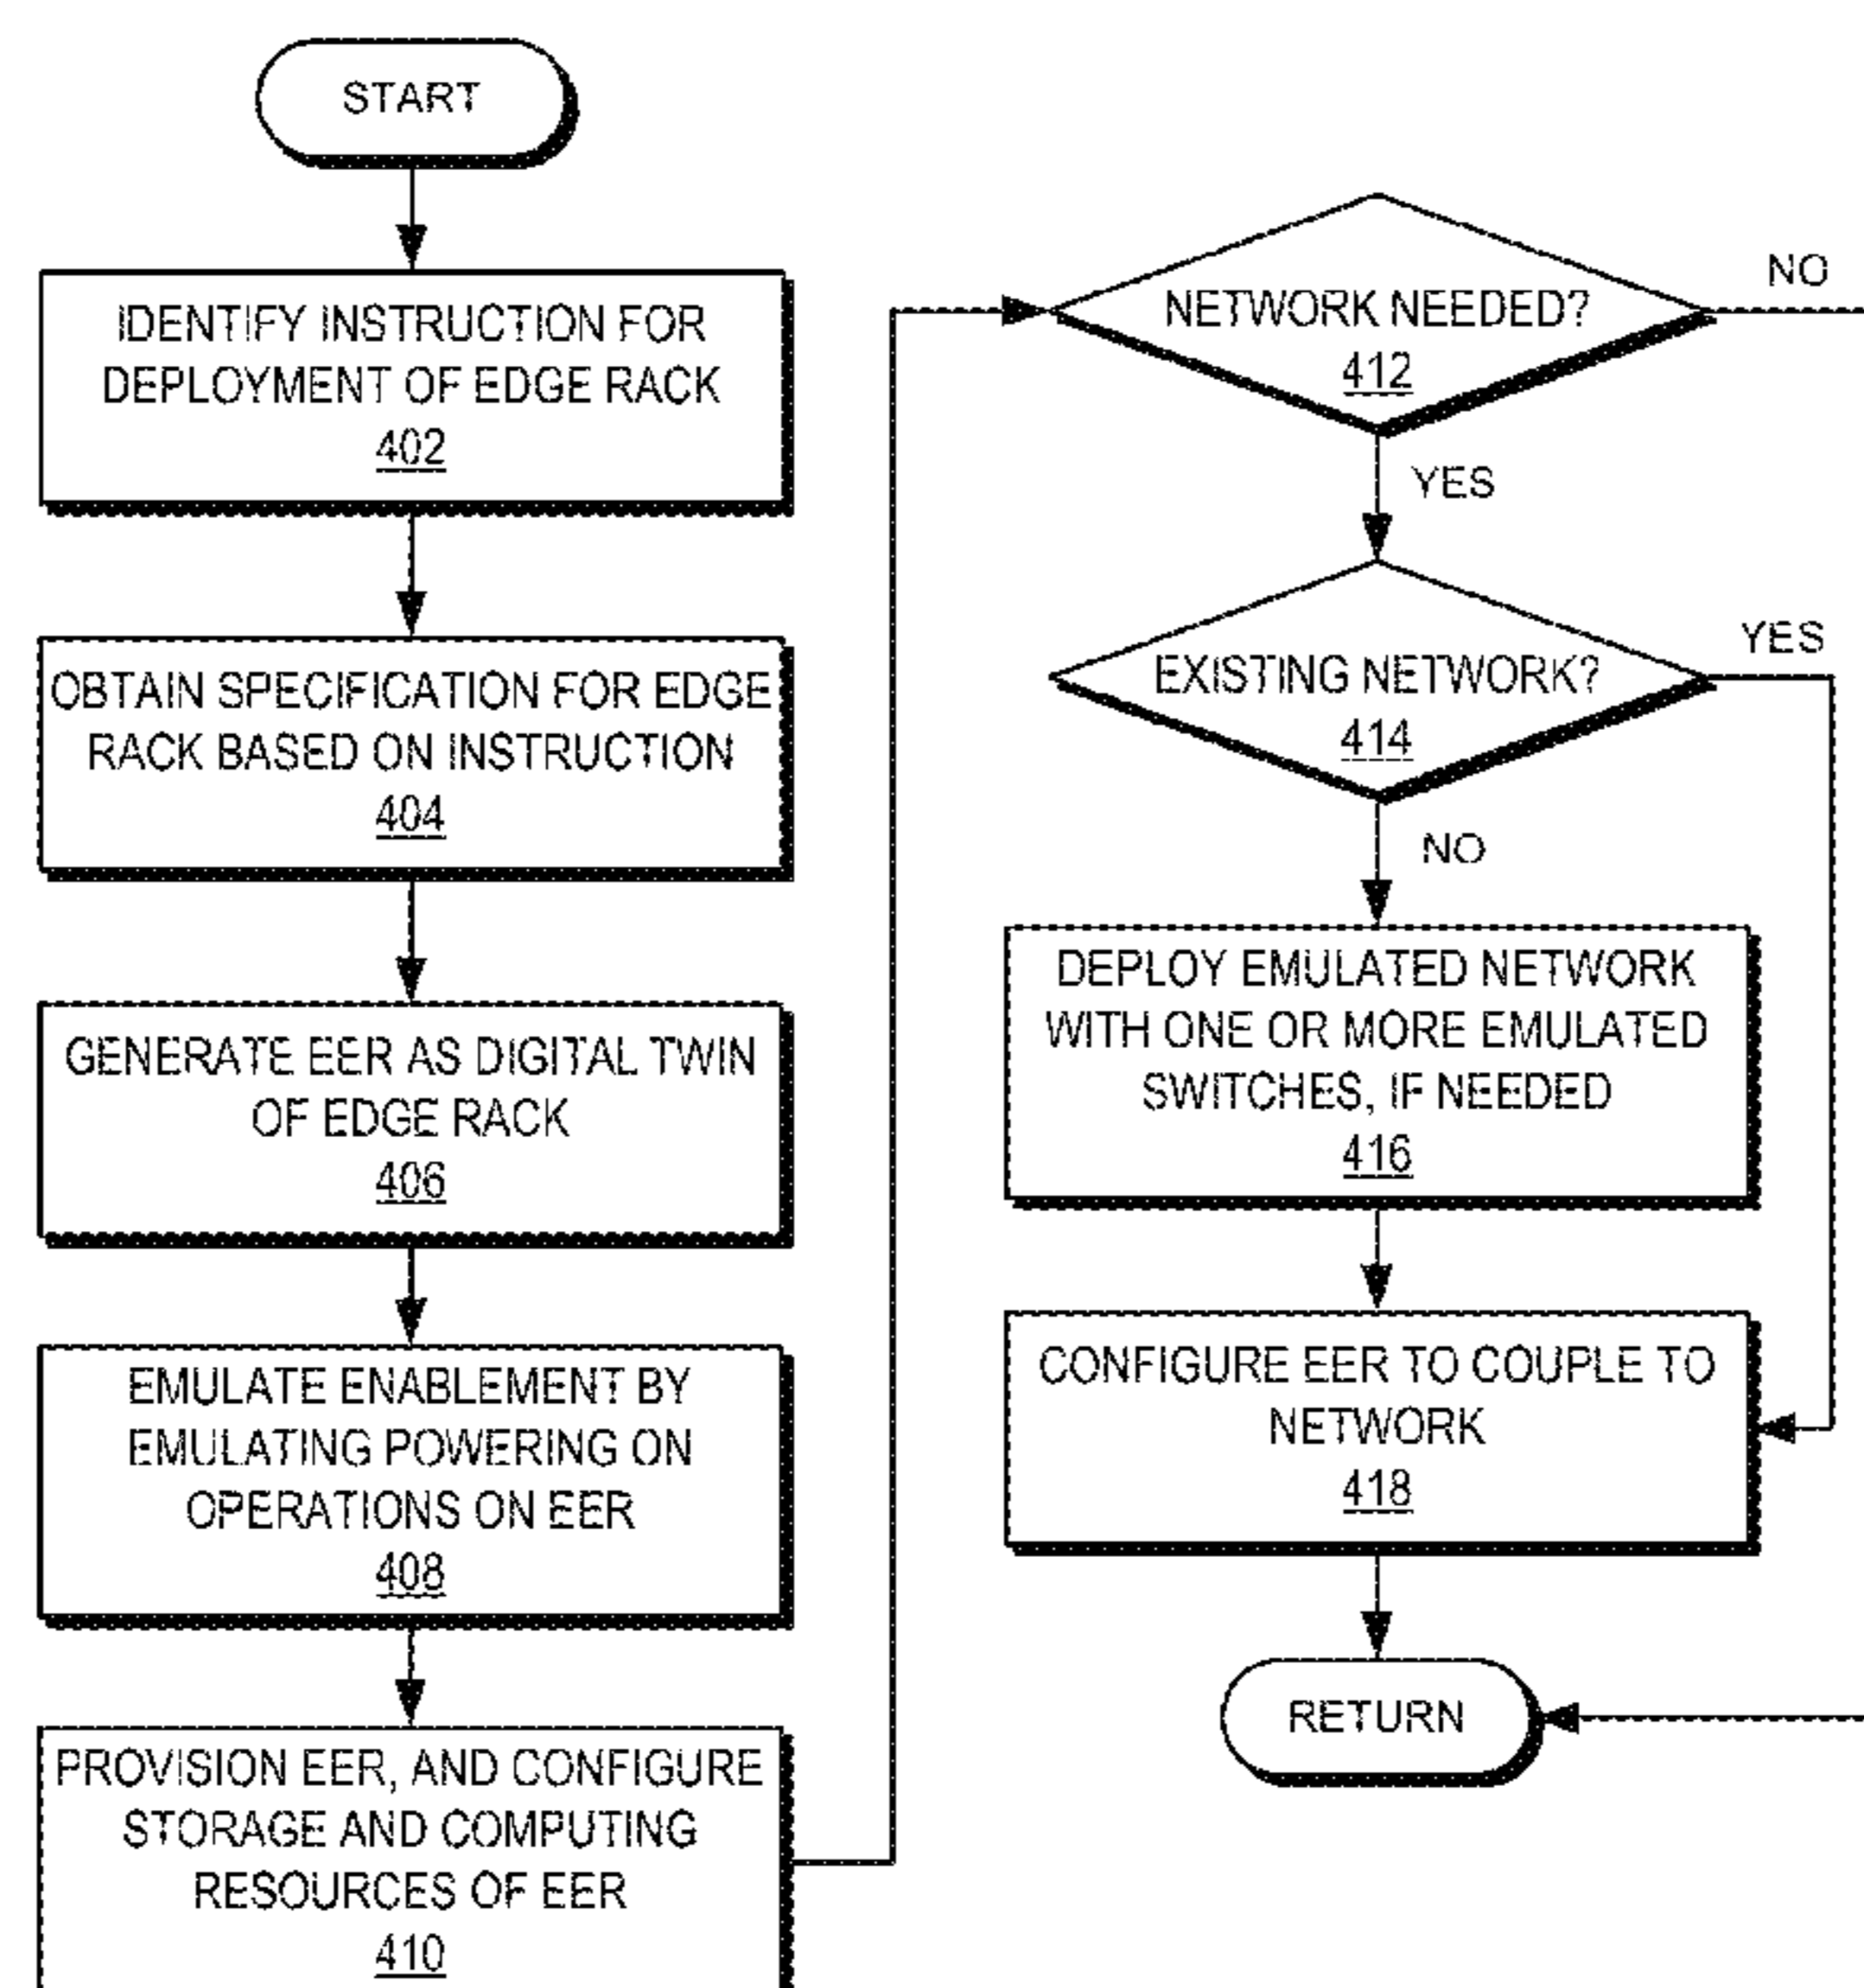 START
IDENTIFY INSTRUCTION FOR
DEPLOYMENT OF EDGE RACK
402
OBTAIN SPECIFICATION FOR EDGE
RACK BASED ON INSTRUCTION
404
GENERATE EER AS DIGITAL TWIN
OF EDGE RACK
406
EMULATE ENABLEMENT BY
EMULATING POWERING ON
OPERATIONS ON EER
408
PROVISION EER, AND CONFIGURE
STORAGE AND COMPUTING
RESOURCES OF EER
410
NETWORK NEEDED?
412
NO
YES
EXISTING NETWORK?
414
YES
NO
DEPLOY EMULATED NETWORK
WITH ONE OR MORE EMULATED
SWITCHES, IF NEEDED
416
CONFIGURE EER TO COUPLE TO
NETWORK
418
RETURN